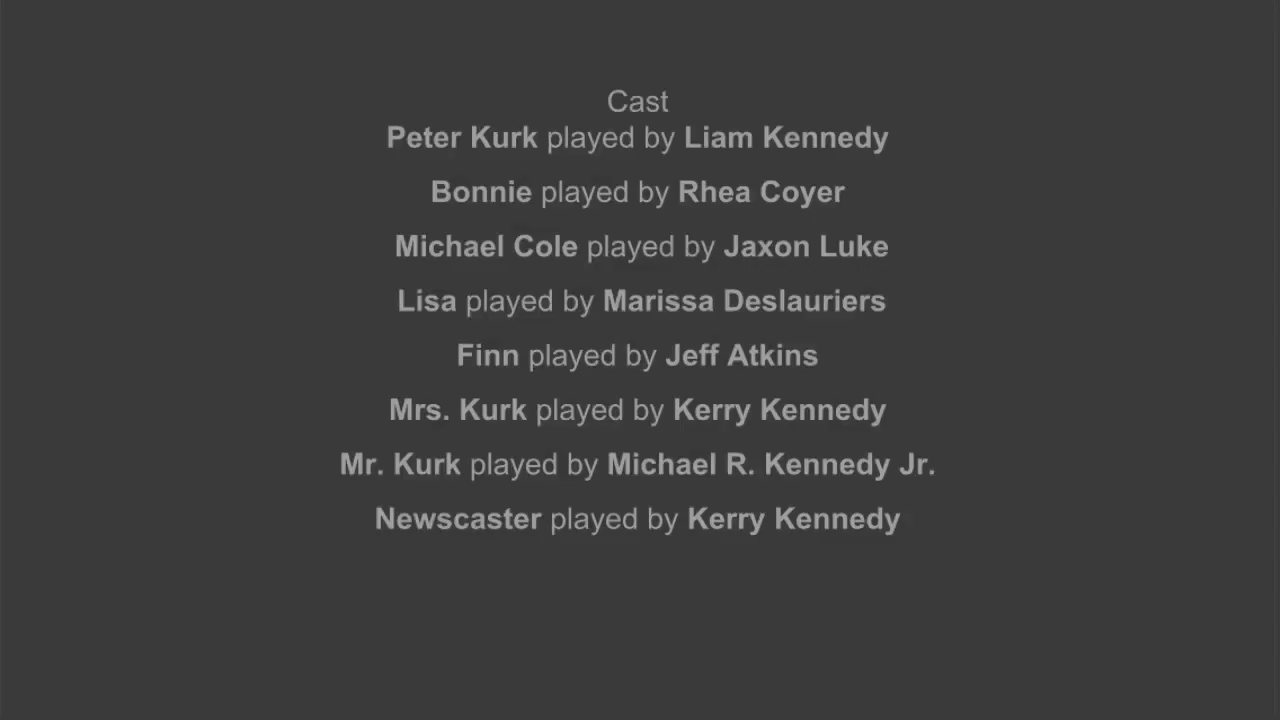 Cast
Peter Kurk played by Liam Kennedy
Bonnie played by Rhea Coyer
Michael Cole played by Jaxon Luke
Lisa played by Marissa Deslauriers
Finn played by Jeff Atkins
Mrs. Kurk played by Kerry Kennedy
Mr. Kurk played by Michael R. Kennedy Jr.
Newscaster played by Kerry Kennedy